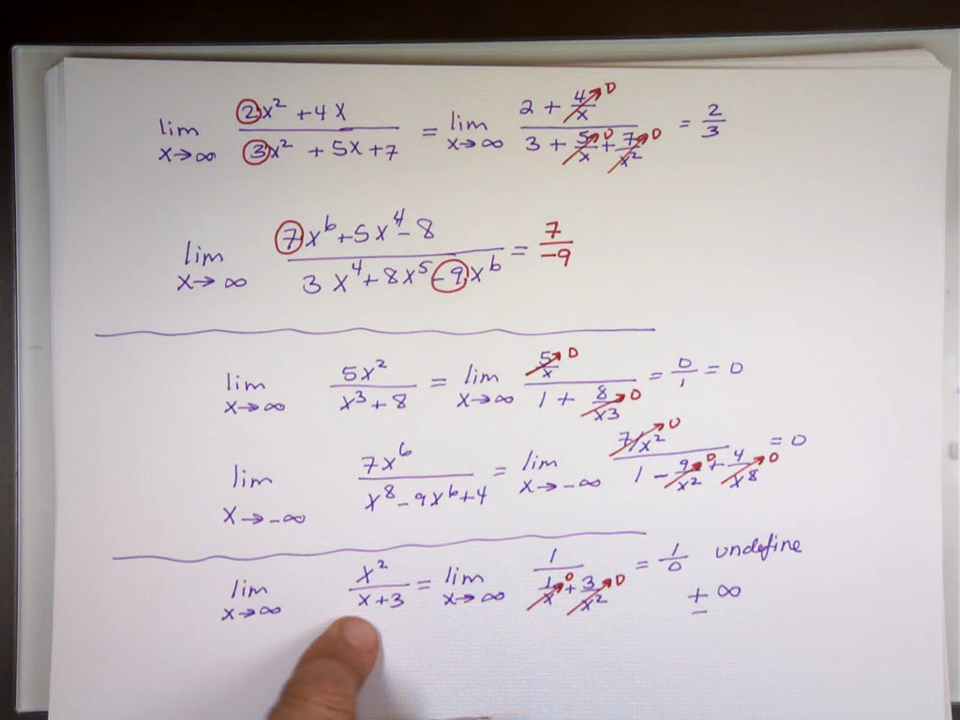 lim x→∞ (2x² + 4x)/(3x² + 5x + 7) = lim x→∞ (2 + 4/x → 0)/(3 + 5/x → 0 + 7/x² → 0) = 2/3
lim x→∞ (7x⁶ + 5x⁴ - 8)/(3x⁴ + 8x⁵ - 9x⁶) = 7/-9
lim x→∞ 5x²/(x³ + 8) = lim x→∞ (5/x → 0)/(1 + 8/x3 → 0) = 0/1 = 0
lim x→-∞ 7x⁶/(x⁸ - 9x⁶ + 4) = lim x→-∞ (7/x² → 0)/(1 - 9/x² → 0 + 4/x⁸ → 0) = 0
lim x→∞ x²/(x + 3) = lim x→∞ 1/(1/x → 0 + 3/x² → 0) = 1/0 undefine
± ∞